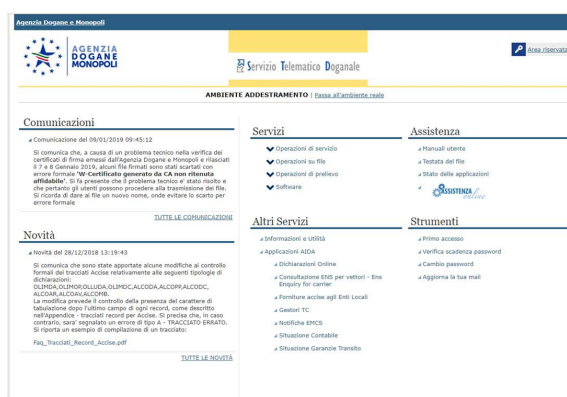 Agenzia Dogane e Monopoli
AGENZIA
DOGANE
MONOPOLI
Servizio Telematico Doganale
Area riservata
AMBIENTE ADDESTRAMENTO | Passa all'ambiente reale
Comunicazioni
Comunicazione del 09/01/2019 09:45:12
Si comunica che, a causa di un problema tecnico nella verifica dei
certificati di firma emessi dall'Agenzia Dogane e Monopoli e rilasciati
il 7 e 8 Gennaio 2019, alcuni file firmati sono stati scartati con
errore formale 'W-Certificato generato da CA non ritenuta
affidabile'. Si fa presente che il problema tecnico e' stato risolto e
che pertanto gli utenti possono procedere alla trasmissione dei file.
Si ricorda di dare ai file un nuovo nome, onde evitare lo scarto per
errore formale
TUTTE LE COMUNICAZIONI
Novità
Novità del 28/12/2018 13:19:43
Si comunica che sono state apportate alcune modifiche ai controlli
formali dei tracciati Accise relativamente alle seguenti tipologie di
dichiarazioni:
OLIMDA,OLIMOP,OLLUDA,OLIMDC,ALCODA,ALCOPP,ALCODC,
ALCOAR,ALCOAV,ALCOMB.
La modifica prevede il controllo della presenza del carattere di
tabulazione dopo l'ultimo campo di ogni record, come descritto
nell'Appendice - tracciati record per Accise. Si precisa che, in caso
contrario, sara' segnalato un errore di tipo A - TRACCIATO ERRATO.
Si riporta un esempio di compilazione di un tracciato:
Faq_Tracciati_Record_Accise.pdf
TUTTE LE NOVITÀ
Servizi
Operazioni di servizio
Operazioni su file
Operazioni di prelievo
Software
Assistenza
Manuali utente
Testata del file
Stato delle applicazioni
ASSISTENZA online
Altri Servizi
Informazioni e Utilità
Applicazioni AIDA
Dichiarazioni Online
Consultazione ENS per vettori - Ens
Enquiry for carrier
Forniture accise agli Enti Locali
Gestori TC
Notifiche EMCS
Situazione Contabile
Situazione Garanzie Transito
Strumenti
Primo accesso
Verifica scadenza password
Cambio password
Aggiorna la tua mail